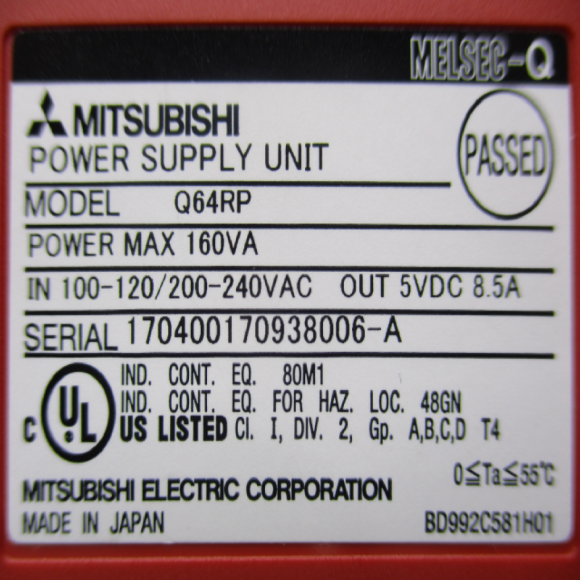 MELSEC-Q
MITSUBISHI
POWER SUPPLY UNIT
PASSED
MODEL Q64RP
POWER MAX 160VA
IN 100-120/200-240VAC OUT 5VDC 8.5A
SERIAL 170400170938006-A
IND. CONT. EQ. 80M1
IND. CONT. EQ. FOR HAZ. LOC. 48GN
C UL US LISTED Cl. I, DIV. 2, Gp. A,B,C,D T4
0≦Ta≦55℃
MITSUBISHI ELECTRIC CORPORATION
MADE IN JAPAN BD992C581H01